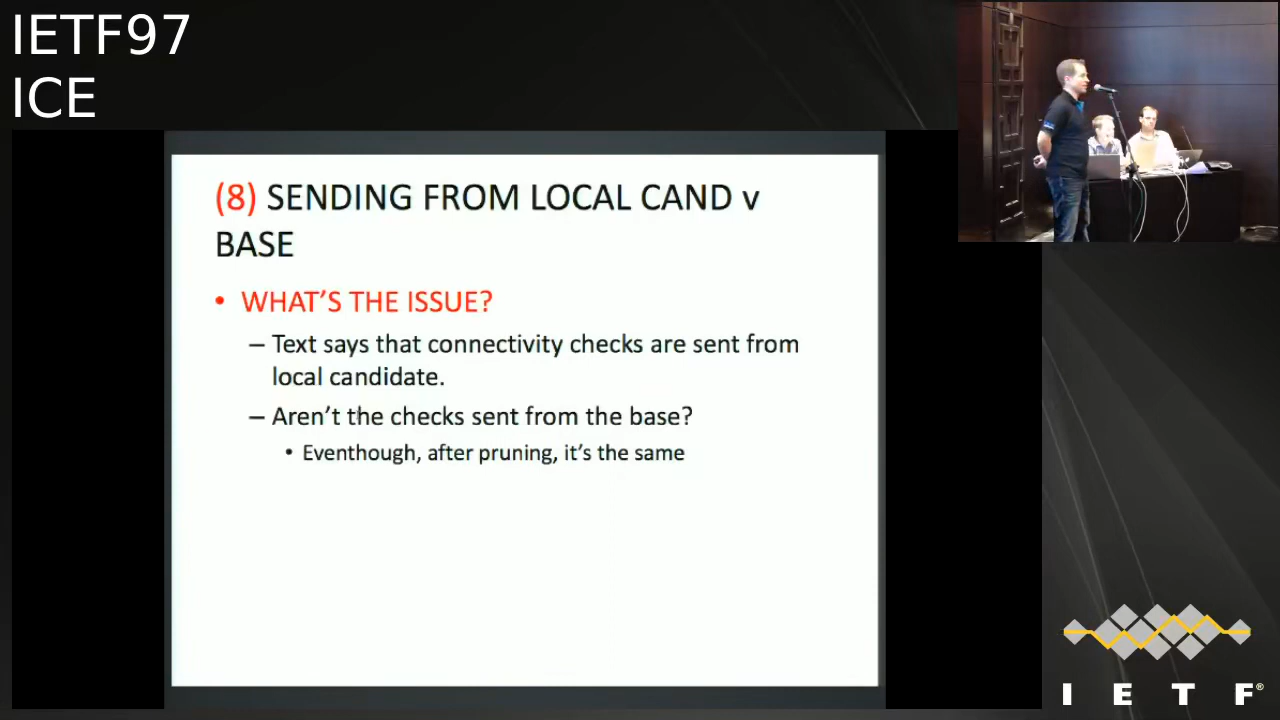 IETF97
ICE
(8) SENDING FROM LOCAL CAND v
BASE
• WHAT'S THE ISSUE?
– Text says that connectivity checks are sent from
local candidate.
– Aren't the checks sent from the base?
• Eventhough, after pruning, it's the same
I E T F®